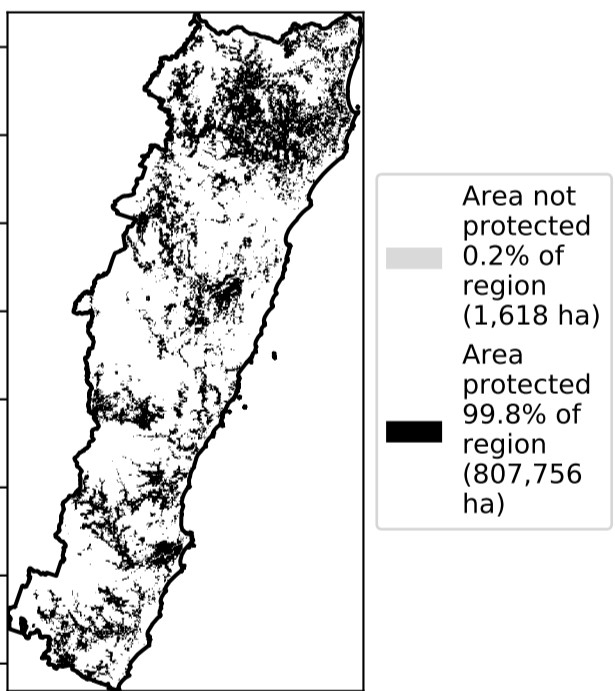 Area not
protected
0.2% of
region
(1,618 ha)
Area
protected
99.8% of
region
(807,756
ha)